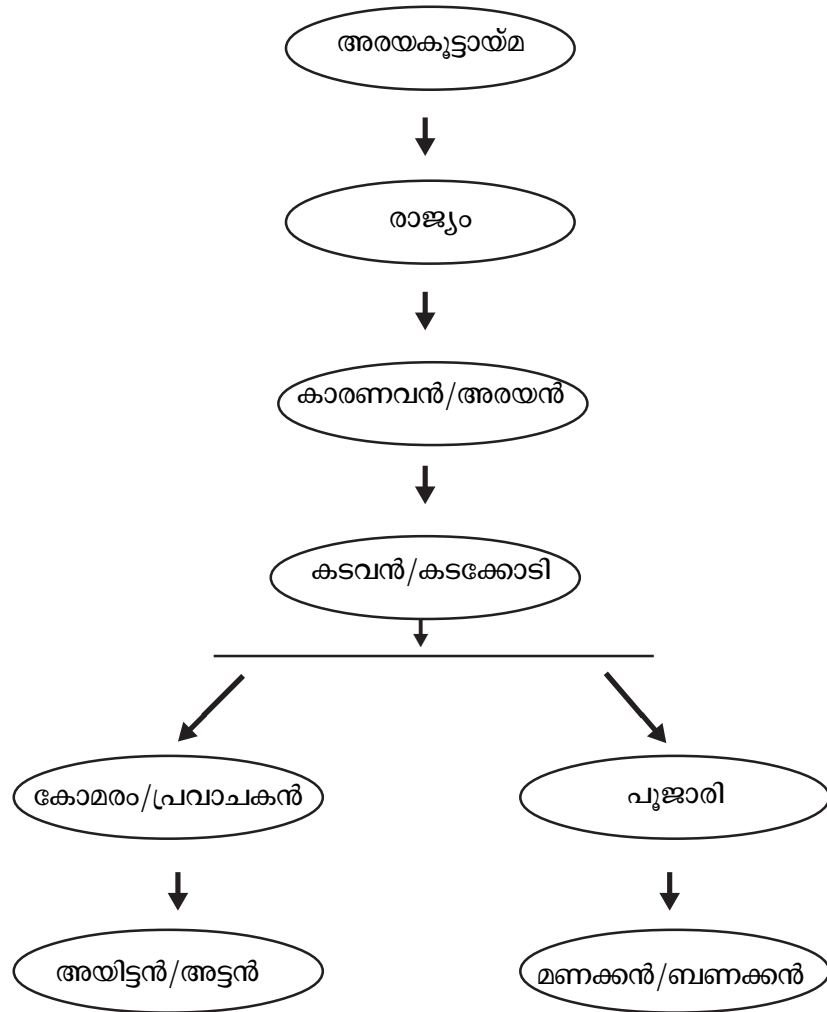 അരയകൂട്ടായ്മ
രാജ്യം
കാരണവൻ/അരയൻ
കടവൻ/കടക്കോടി
കോമരം/പ്രവാചകൻ
പൂജാരി
അയിട്ടൻ/അട്ടൻ
മണക്കൻ/ബണക്കൻ